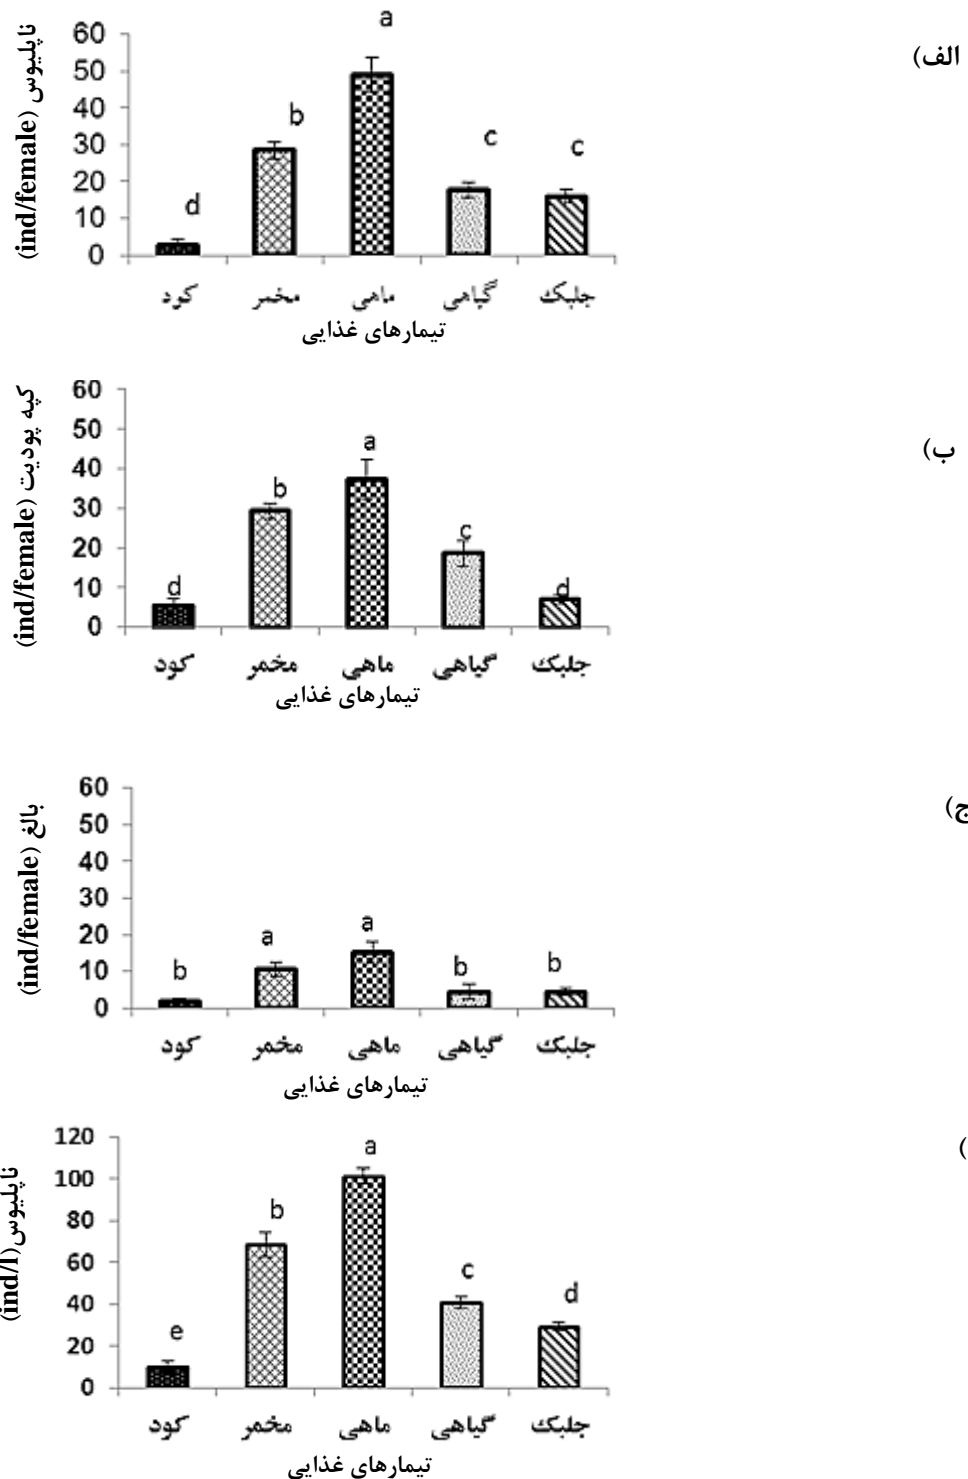 الف)
ناپلیوس (ind/female)
60
50
40
30
20
10
0
d
b
a
c
c
کود
مخمر
ماهی
گیاهی
جلبک
تیمارهای غذایی
ب)
کپه پودیت (ind/female)
60
50
40
30
20
10
0
d
b
a
c
d
کود
مخمر
ماهی
گیاهی
جلبک
تیمارهای غذایی
ج)
بالغ (ind/female)
60
50
40
30
20
10
0
b
a
a
b
b
کود
مخمر
ماهی
گیاهی
جلبک
تیمارهای غذایی
)
ناپلیوس(ind/l)
120
100
80
60
40
20
0
e
b
a
c
d
کود
مخمر
ماهی
گیاهی
جلبک
تیمارهای غذایی